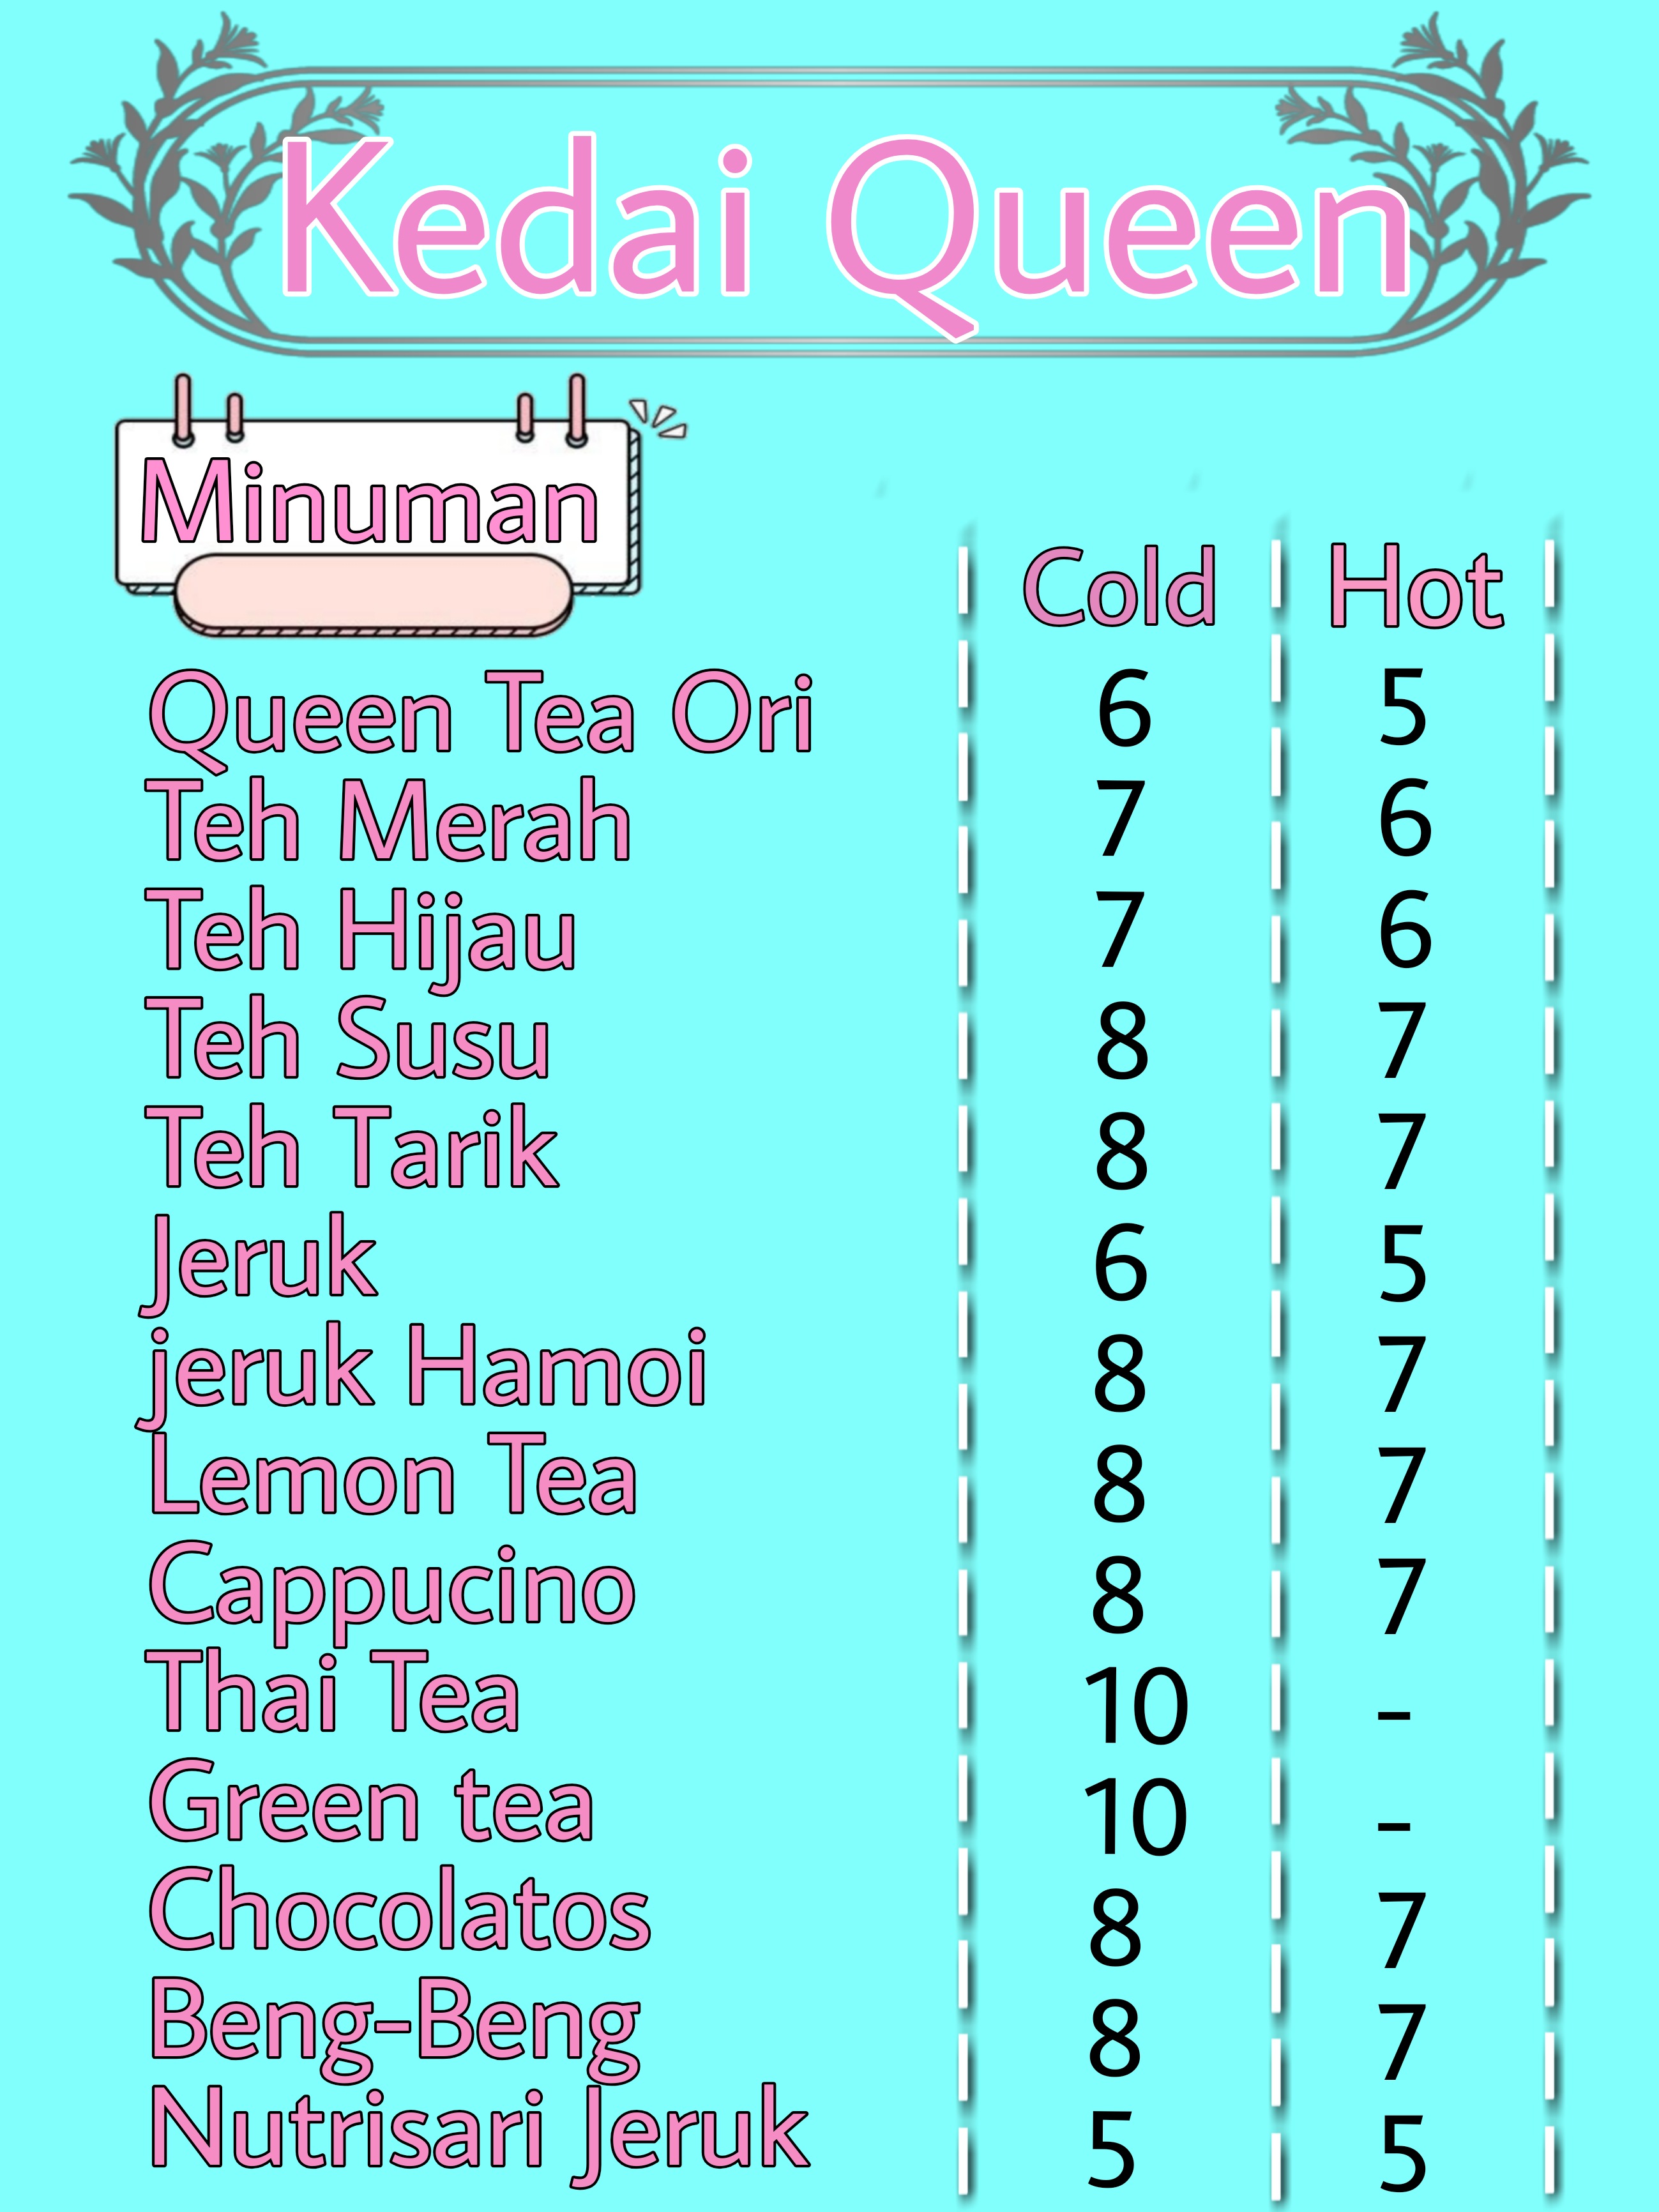 Kedai Queen
Minuman
Cold Hot
Queen Tea Ori 6 5
Teh Merah 7 6
Teh Hijau 7 6
Teh Susu 8 7
Teh Tarik 8 7
Jeruk 6 5
jeruk Hamoi 8 7
Lemon Tea 8 7
Cappucino 8 7
Thai Tea 10 -
Green tea 10 -
Chocolatos 8 7
Beng-Beng 8 7
Nutrisari Jeruk 5 5